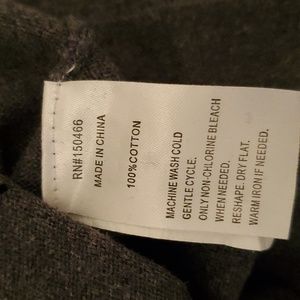 RN#150466
MADE IN CHINA
100%COTTON
MACHINE WASH COLD
GENTLE CYCLE.
ONLY NON-CHLORINE BLEACH
WHEN NEEDED.
RESHAPE. DRY FLAT.
WARM IRON IF NEEDED.